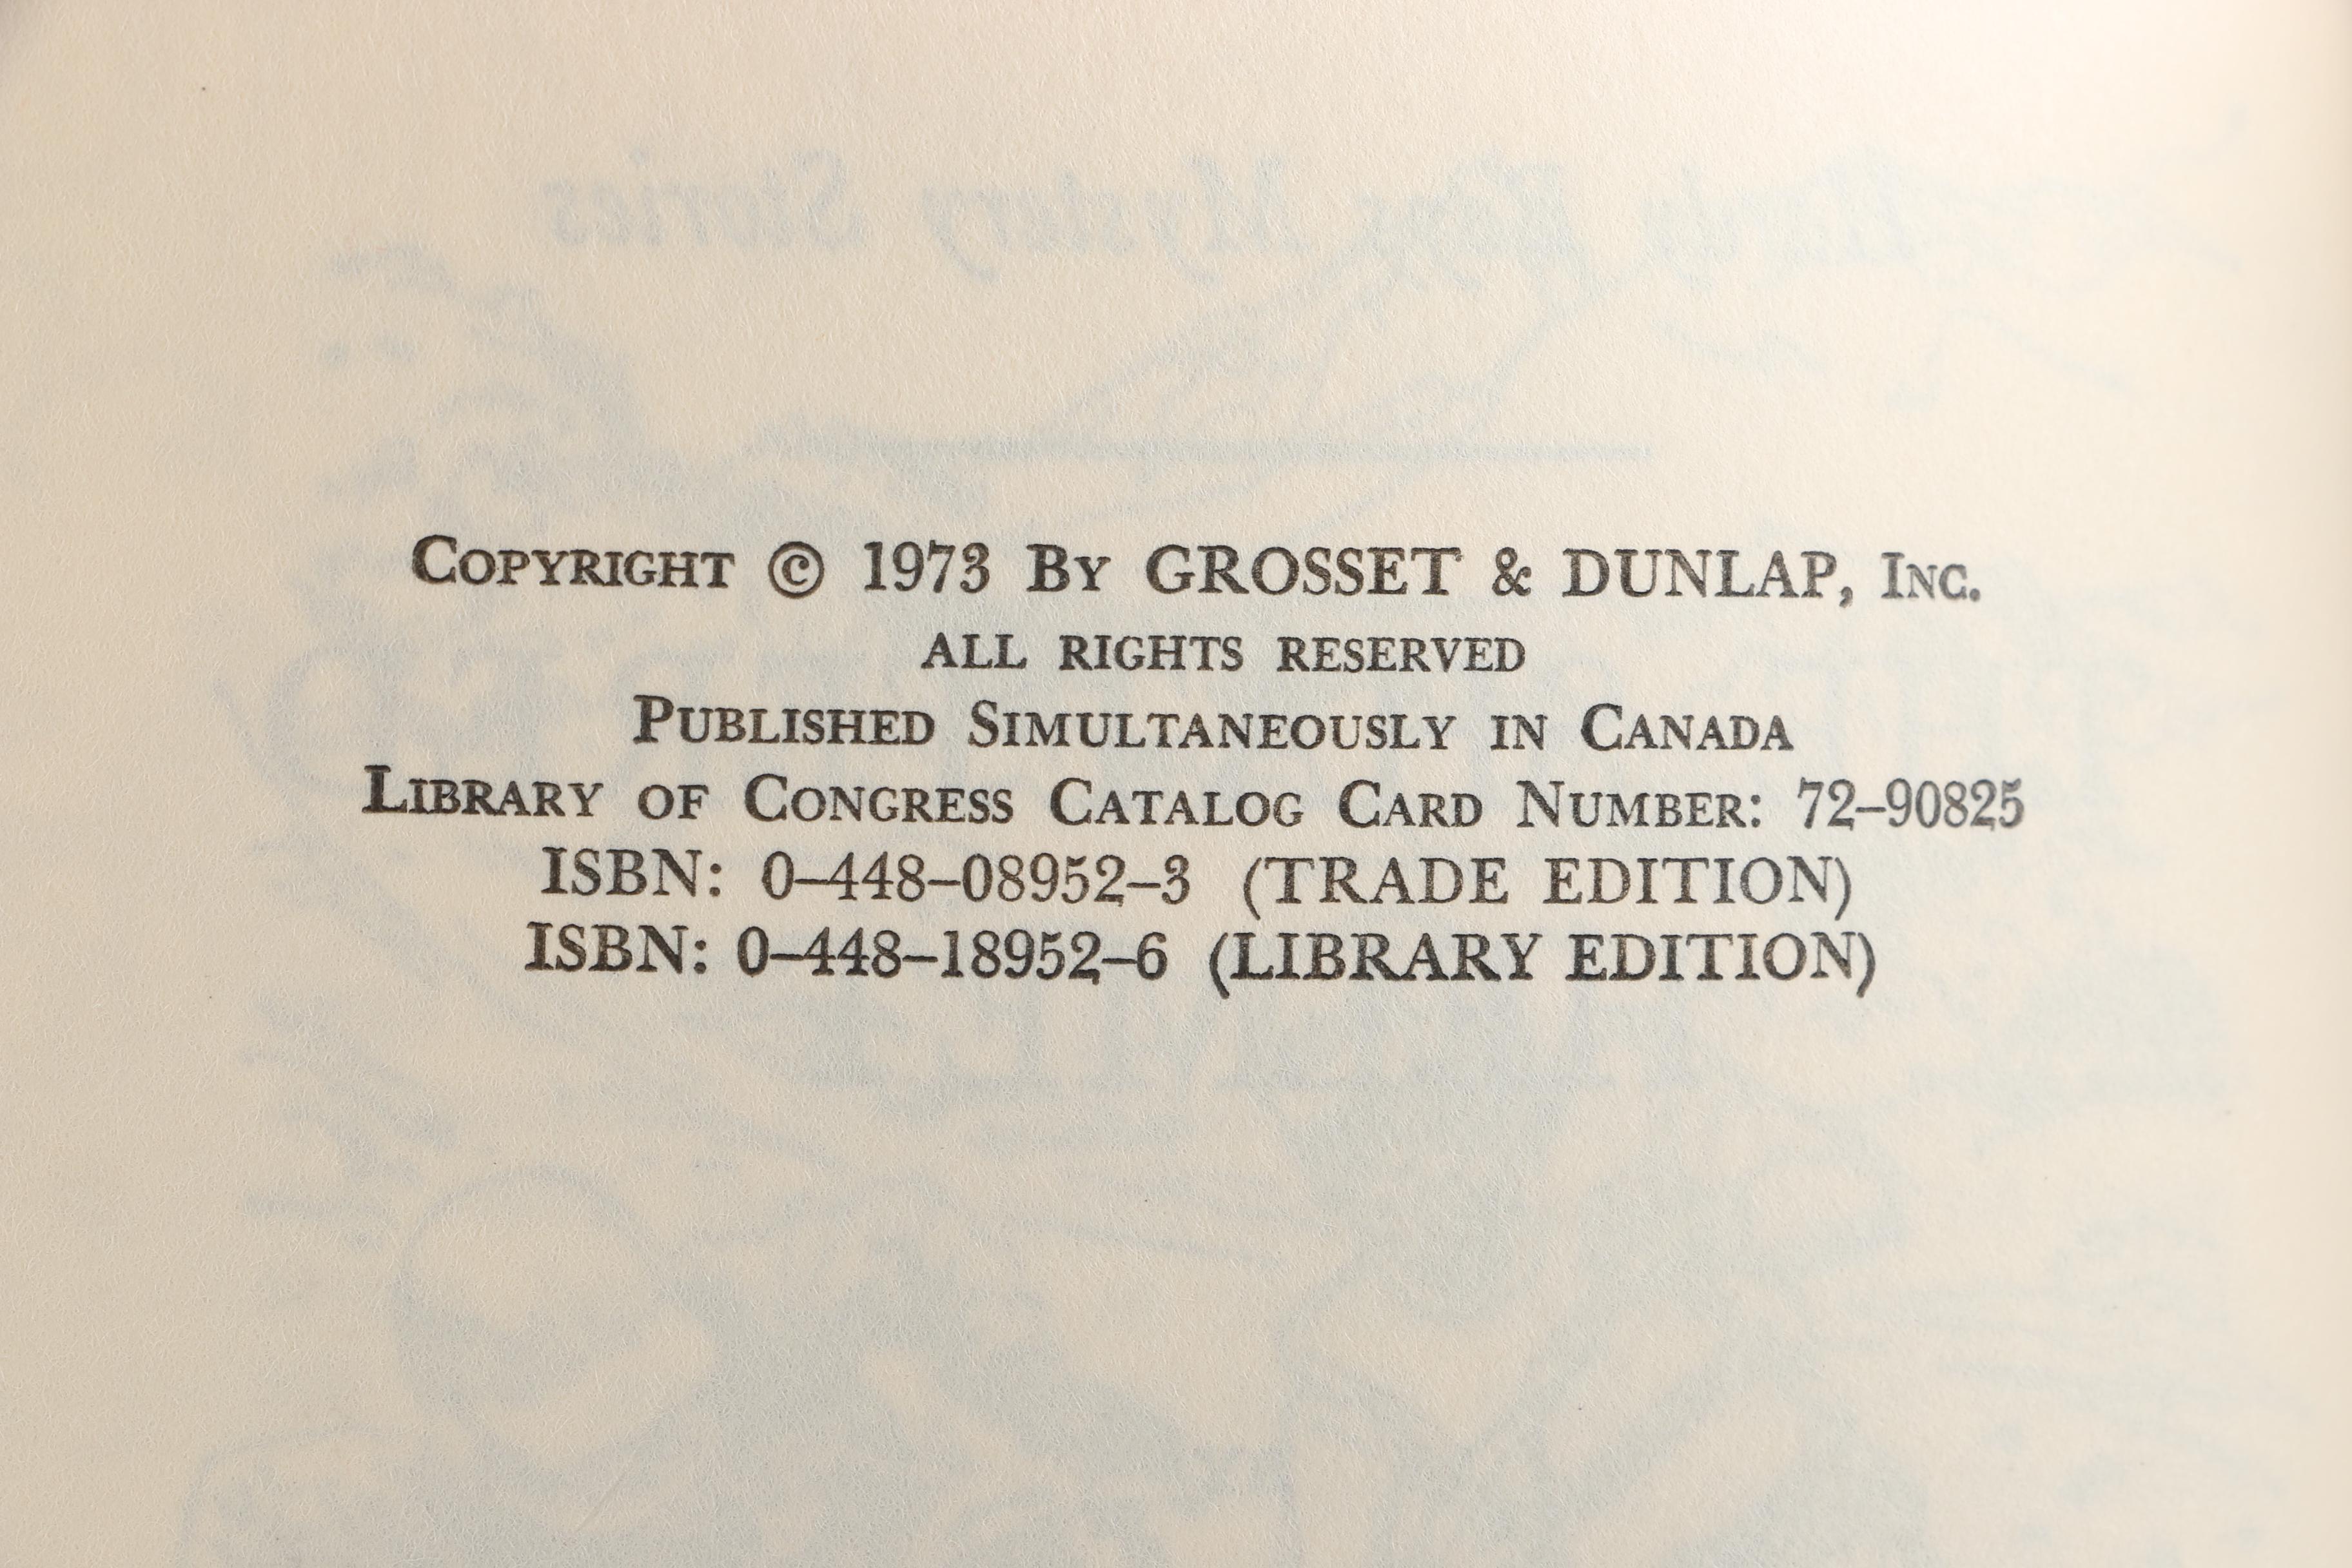 COPYRIGHT © 1973 BY GROSSET & DUNLAP, INC.
ALL RIGHTS RESERVED
PUBLISHED SIMULTANEOUSLY IN CANADA
LIBRARY OF CONGRESS CATALOG CARD NUMBER: 72–90825
ISBN: 0–448–08952–3 (TRADE EDITION)
ISBN: 0–448–18952–6 (LIBRARY EDITION)